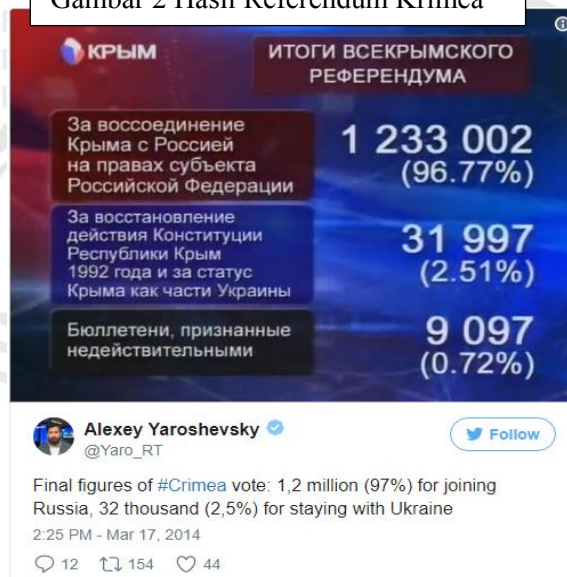 Gambar 2 Hasil Referendum Krimea
КРЫМ
ИТОГИ ВСЕКРЫМСКОГО
РЕФЕРЕНДУМА
За воссоединение
Крыма с Россией
на правах субъекта
Российской Федерации
1 233 002
(96.77%)
За восстановление
действия Конституции
Республики Крым
1992 года и за статус
Крыма как части Украины
31 997
(2.51%)
Бюллетени, признанные
недействительными
9 097
(0.72%)
Alexey Yaroshevsky
@Yaro_RT
Follow
Final figures of #Crimea vote: 1,2 million (97%) for joining
Russia, 32 thousand (2,5%) for staying with Ukraine
2:25 PM - Mar 17, 2014
12 154 44